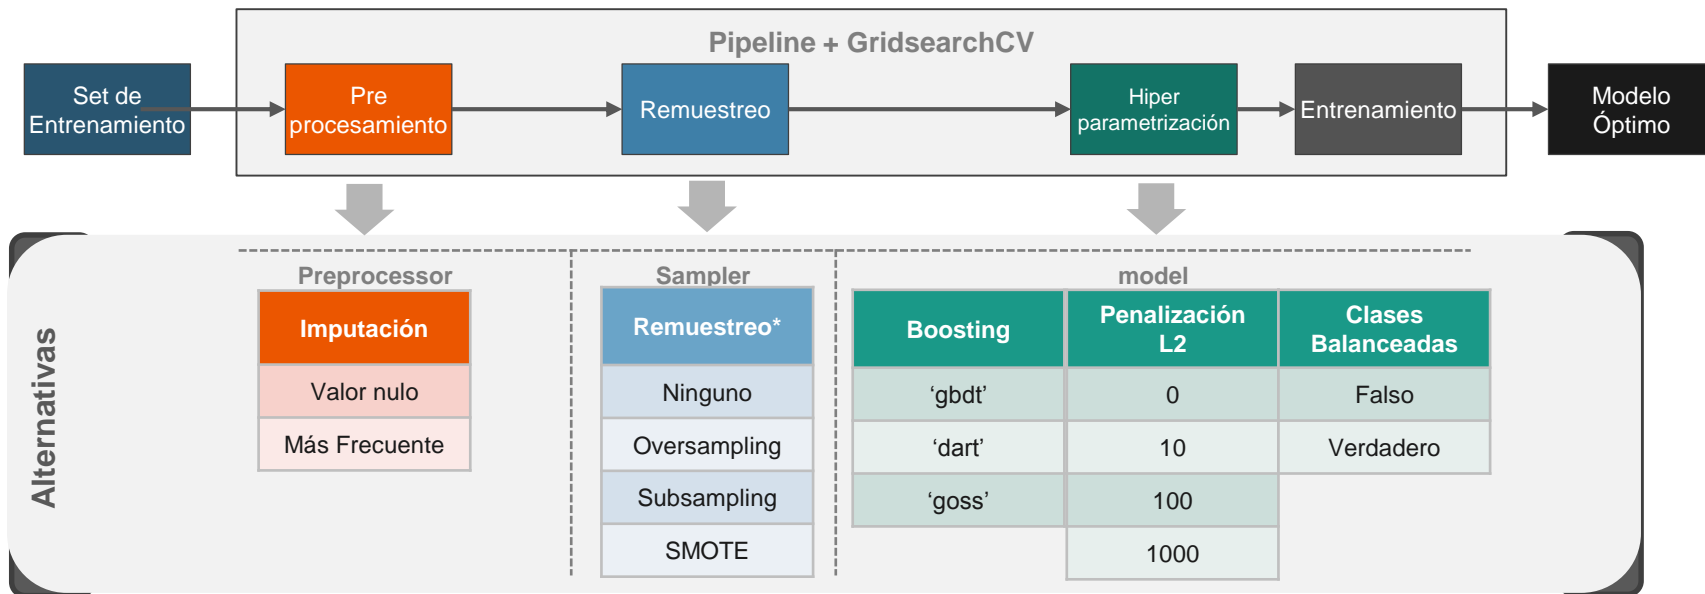 Pipeline + GridsearchCV
Set de
Entrenamiento
Pre
procesamiento
Remuestreo
Hiper
parametrización
Entrenamiento
Modelo
Óptimo
Alternativas
Preprocessor
Imputación
Valor nulo
Más Frecuente
Sampler
Remuestreo*
Ninguno
Oversampling
Subsampling
SMOTE
model
Boosting
‘gbdt’
‘dart’
‘goss’
Penalización
L2
0
10
100
1000
Clases
Balanceadas
Falso
Verdadero